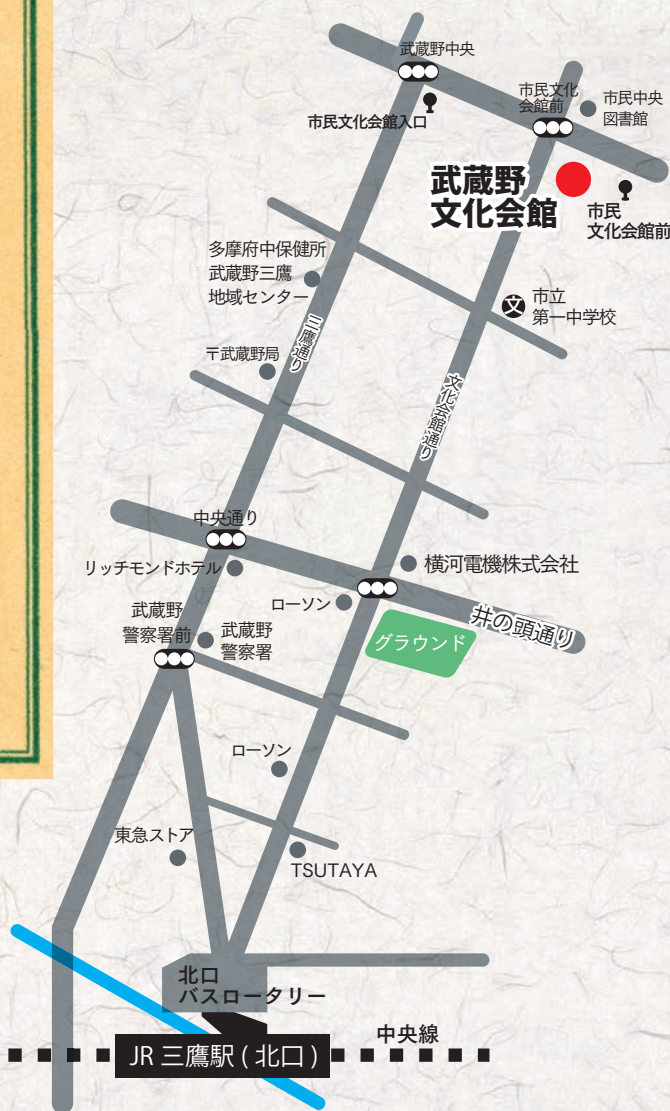 武蔵野中央
市民文化会館入口
市民文化
会館前
市民中央
図書館
武蔵野
文化会館
市民
文化会館前
多摩府中保健所
武蔵野三鷹
地域センター
文
市立
第一中学校
三鷹通り
〒武蔵野局
文化会館通り
中央通り
リッチモンドホテル
横河電機株式会社
ローソン
井の頭通り
グラウンド
武蔵野
警察署前
武蔵野
警察署
ローソン
東急ストア
TSUTAYA
北口
バスロータリー
中央線
JR 三鷹駅 ( 北口 )